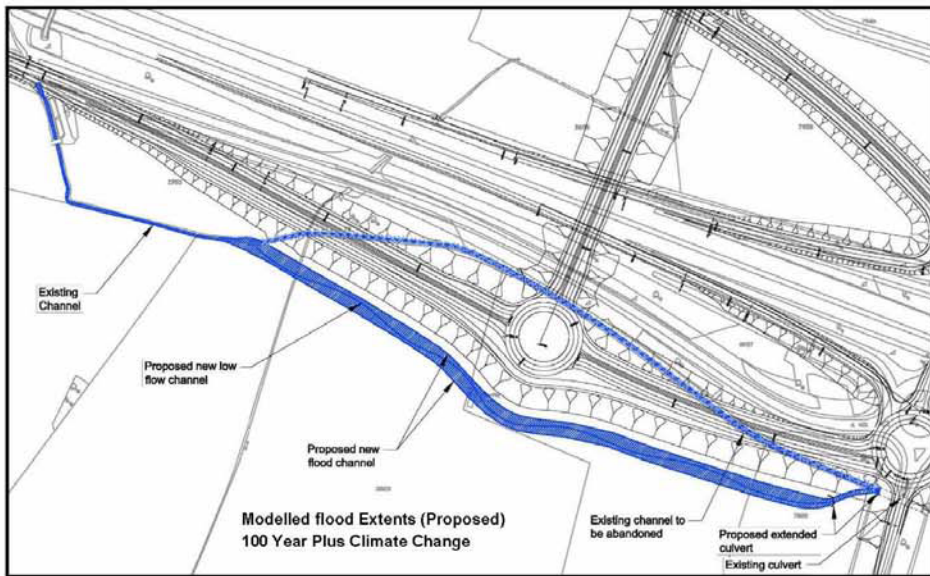 Existing
Channel
Proposed new low
flow channel
Proposed new
flood channel
Modelled flood Extents (Proposed)
100 Year Plus Climate Change
Existing channel to
be abandoned
Proposed extended
culvert
Existing culvert